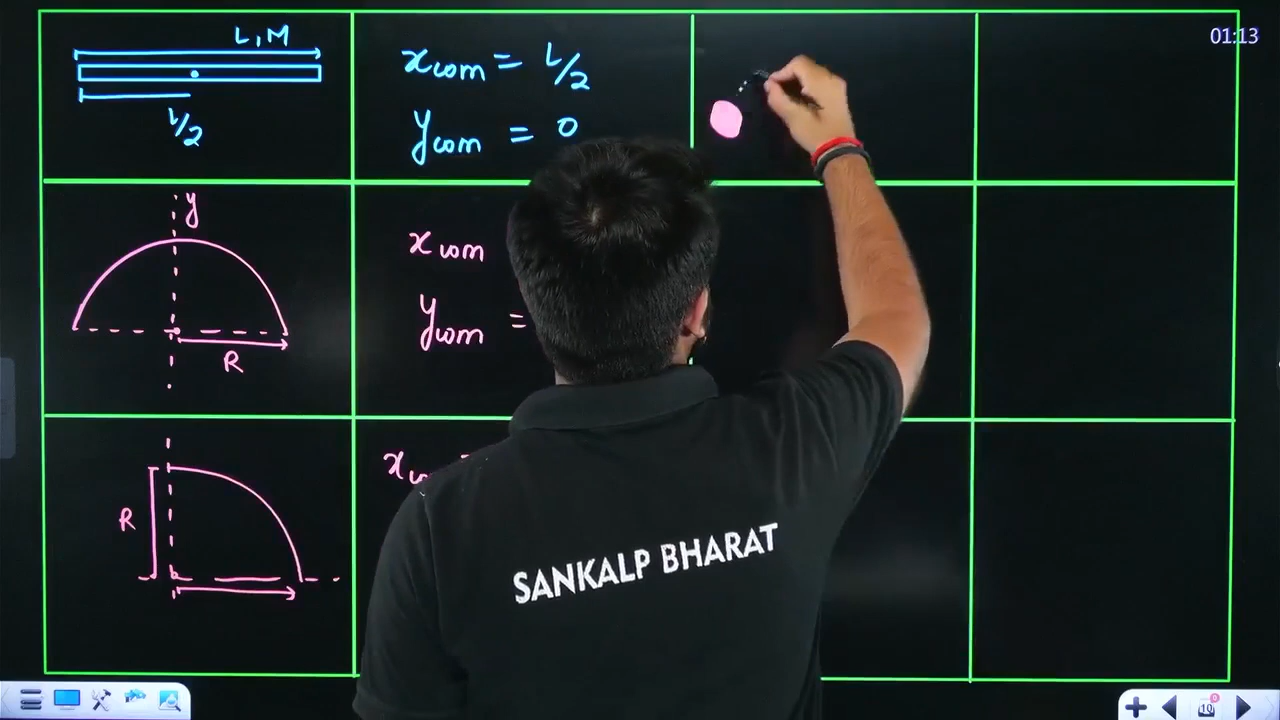 L, M
L/2
x_com = L/2
y_com = 0
y
R
x_com
y_com =
R
x
SANKALP BHARAT
01:13
10